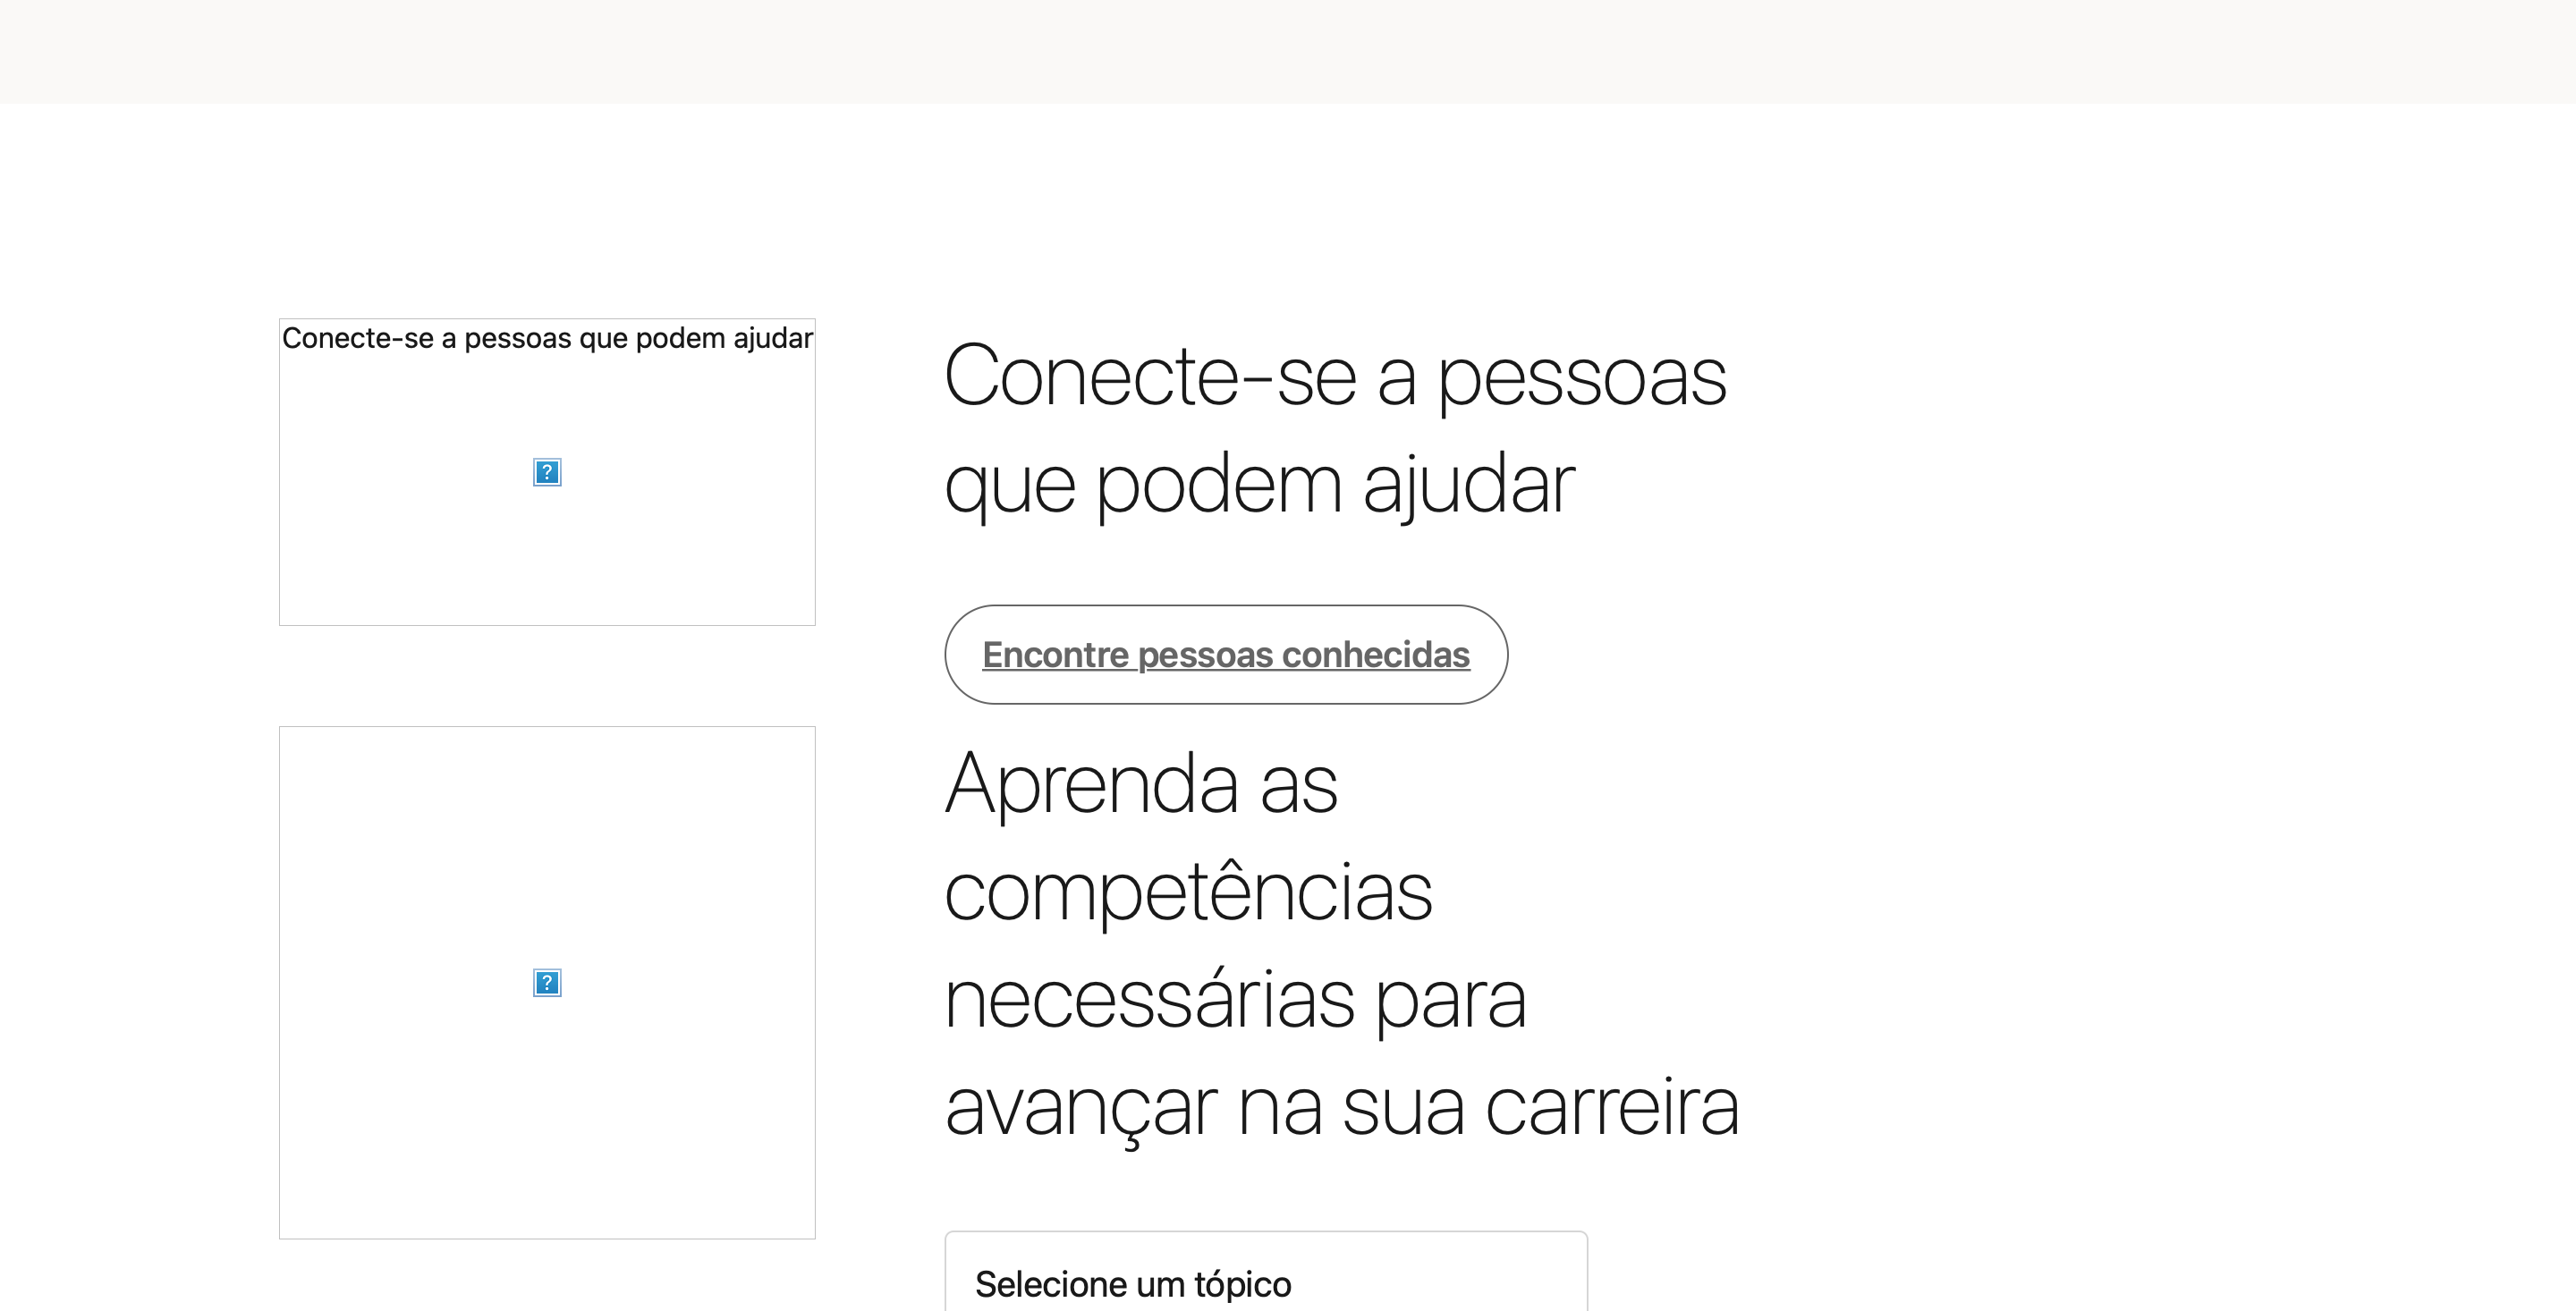 Conecte-se a pessoas que podem ajudar
Conecte-se a pessoas
que podem ajudar
Encontre pessoas conhecidas
Aprenda as
competências
necessárias para
avançar na sua carreira
Selecione um tópico